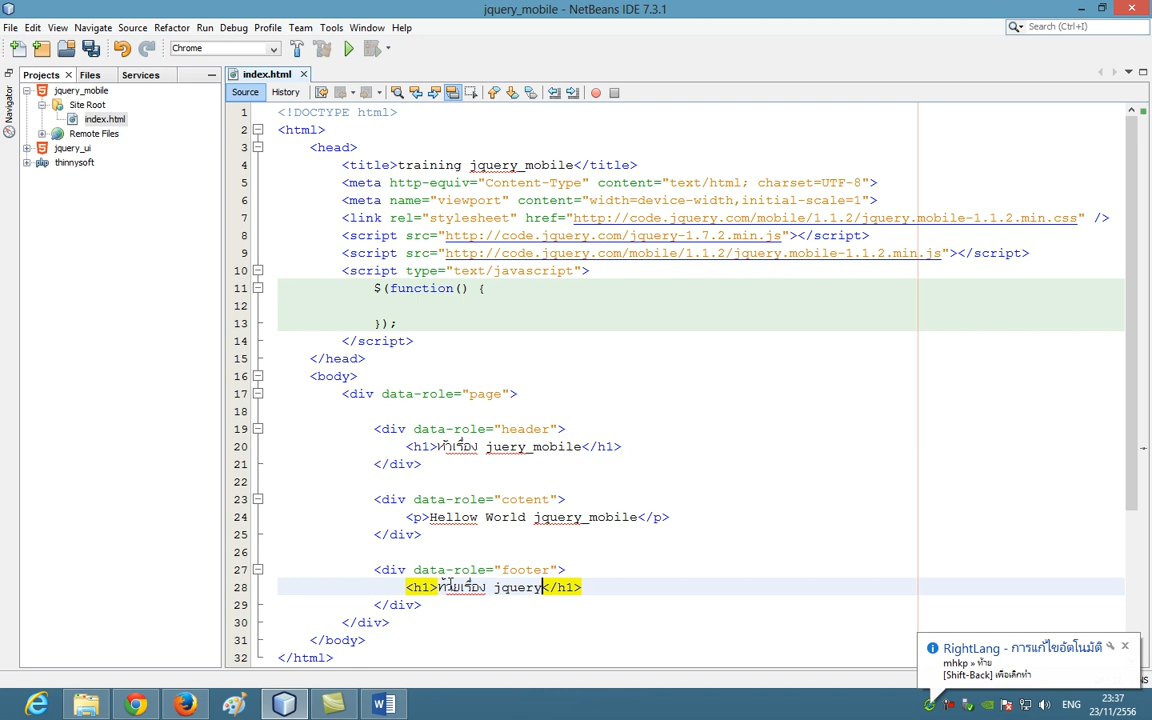 jquery_mobile - NetBeans IDE 7.3.1
File Edit View Navigate Source Refactor Run Debug Profile Team Tools Window Help
Search (Ctrl+I)
Chrome
Projects Files Services
index.html
Navigator
Source History
jquery_mobile
Site Root
index.html
Remote Files
jquery_ui
thinnysoft
1 <!DOCTYPE html>
2 <html>
3 <head>
4 <title>training jquery_mobile</title>
5 <meta http-equiv="Content-Type" content="text/html; charset=UTF-8">
6 <meta name="viewport" content="width=device-width,initial-scale=1">
7 <link rel="stylesheet" href="http://code.jquery.com/mobile/1.1.2/jquery.mobile-1.1.2.min.css" />
8 <script src="http://code.jquery.com/jquery-1.7.2.min.js"></script>
9 <script src="http://code.jquery.com/mobile/1.1.2/jquery.mobile-1.1.2.min.js"></script>
10 <script type="text/javascript">
11 $(function() {
12
13 });
14 </script>
15 </head>
16 <body>
17 <div data-role="page">
18
19 <div data-role="header">
20 <h1>ห้าเรื่อง juery_mobile</h1>
21 </div>
22
23 <div data-role="cotent">
24 <p>Hellow World jquery_mobile</p>
25 </div>
26
27 <div data-role="footer">
28 <h1>ท้ายเรื่อง jquery</h1>
29 </div>
30 </div>
31 </body>
32 </html>
RightLang - การแก้ไขอัตโนมัติ
mhkp » ท้าย
[Shift-Back] เพื่อเลิกทำ
INS
ENG
23:37
23/11/2556